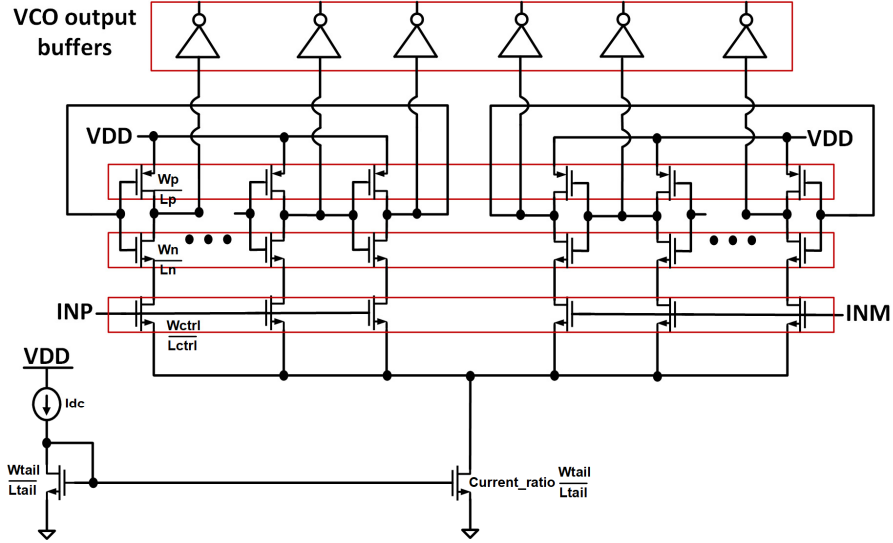 VCO output
buffers
VDD
VDD
Wp
Lp
Wn
Ln
INP
INM
Wctrl
Lctrl
VDD
Idc
Wtail
Ltail
Current_ratio Wtail
Ltail